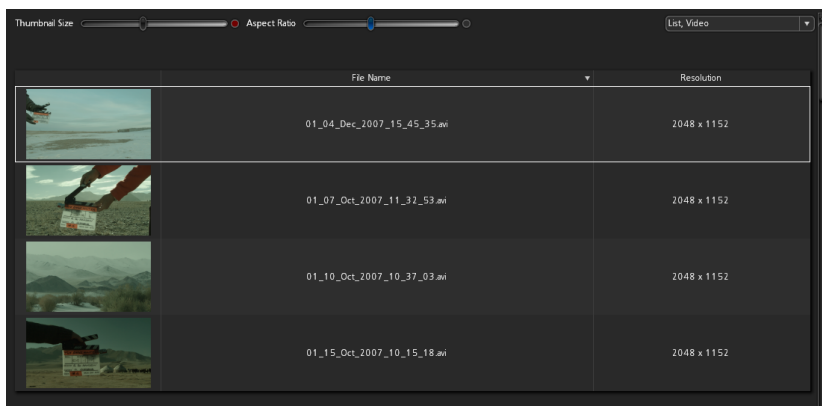 Thumbnail Size Aspect Ratio List, Video
File Name Resolution
01_04_Dec_2007_15_45_35.avi 2048 x 1152
01_07_Oct_2007_11_32_53.avi 2048 x 1152
01_10_Oct_2007_10_37_03.avi 2048 x 1152
01_15_Oct_2007_10_15_18.avi 2048 x 1152